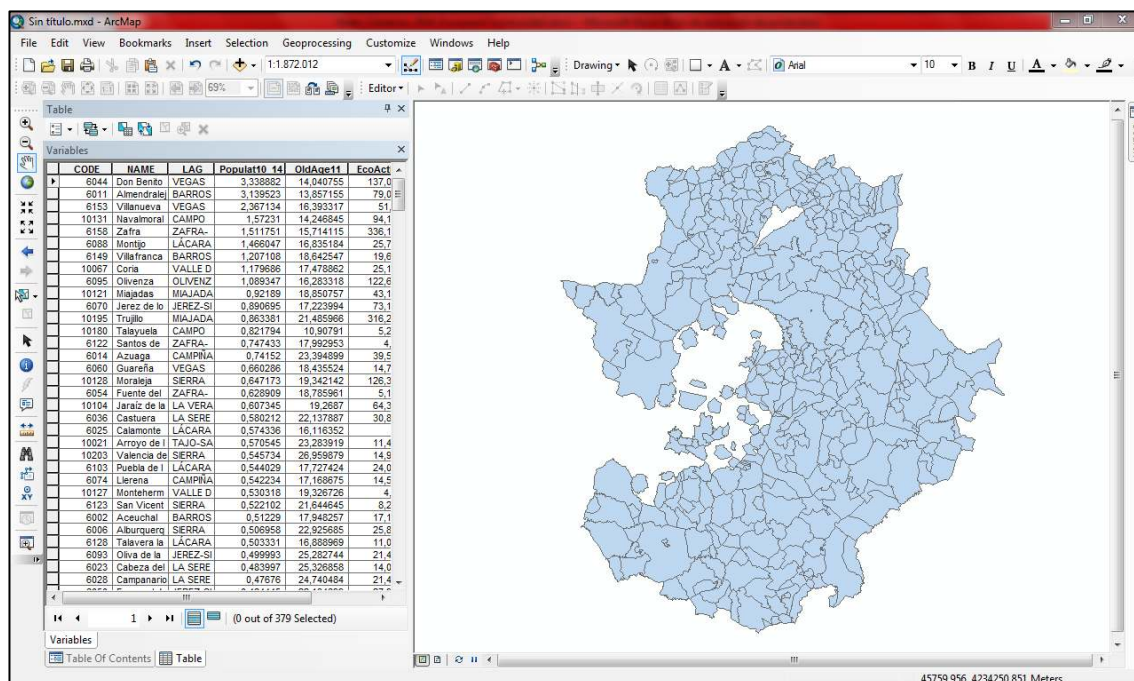 Sin título.mxd - ArcMap
File Edit View Bookmarks Insert Selection Geoprocessing Customize Windows Help
1:1.872.012 Drawing Arial 10 B I U A
69% Editor
Table
Variables
CODE NAME LAG Populat10_14 OldAge11 EcoAct
6044 Don Benito VEGAS 3,338882 14,040755 137,0
6011 Almendralej BARROS 3,139523 13,857155 79,0
6153 Villanueva VEGAS 2,367134 16,393317 51,
10131 Navalmoral CAMPO 1,57231 14,246845 94,1
6158 Zafra ZAFRA- 1,511751 15,714115 336,1
6088 Montijo LÁCARA 1,466047 16,835184 25,7
6149 Villafranca BARROS 1,207108 18,642547 19,6
10067 Coria VALLE D 1,179686 17,478862 25,1
6095 Olivenza OLIVENZ 1,089347 16,283318 122,6
10121 Miajadas MIAJADA 0,92189 18,850757 43,1
6070 Jerez de lo JEREZ-SI 0,890695 17,223994 73,1
10195 Trujillo MIAJADA 0,863381 21,485966 316,2
10180 Talayuela CAMPO 0,821794 10,90791 5,2
6122 Santos de ZAFRA- 0,747433 17,992953 4,
6014 Azuaga CAMPIÑA 0,74152 23,394899 39,5
6060 Guareña VEGAS 0,660286 18,435524 14,7
10128 Moraleja SIERRA 0,647173 19,342142 126,3
6054 Fuente del ZAFRA- 0,628909 18,785961 5,1
10104 Jaraíz de la LA VERA 0,607345 19,2687 64,3
6036 Castuera LA SERE 0,580212 22,137887 30,8
6025 Calamonte LÁCARA 0,574336 16,116352
10021 Arroyo de l TAJO-SA 0,570545 23,283919 11,4
10203 Valencia de SIERRA 0,545734 26,959879 14,9
6103 Puebla de l LÁCARA 0,544029 17,727424 24,0
6074 Llerena CAMPIÑA 0,542234 17,168675 14,5
10127 Monteherm VALLE D 0,530318 19,326726 4,
6123 San Vicent SIERRA 0,522102 21,644645 8,2
6002 Aceuchal BARROS 0,51229 17,948257 17,1
6006 Alburquerq SIERRA 0,506958 22,925685 25,8
6128 Talavera la LÁCARA 0,503331 16,888969 11,0
6093 Oliva de la JEREZ-SI 0,499993 25,282744 21,4
6023 Cabeza del LA SERE 0,483997 25,326858 14,0
6028 Campanario LA SERE 0,47676 24,740484 21,4
1 (0 out of 379 Selected)
Variables
Table Of Contents Table
45759,956 4234250,851 Meters